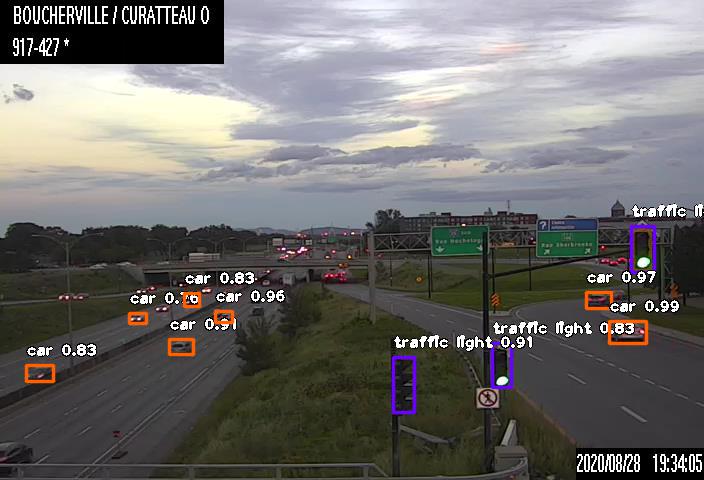 BOUCHERVILLE / CURATTEAU O
917-427 *
traffic li
Rue Hochelaga
Rue Sherbrooke
car 0.83
car 0.97
car 0.76
car 0.96
car 0.99
car 0.91
traffic light 0.83
traffic light 0.91
car 0.83
2020/08/28 19:34:05